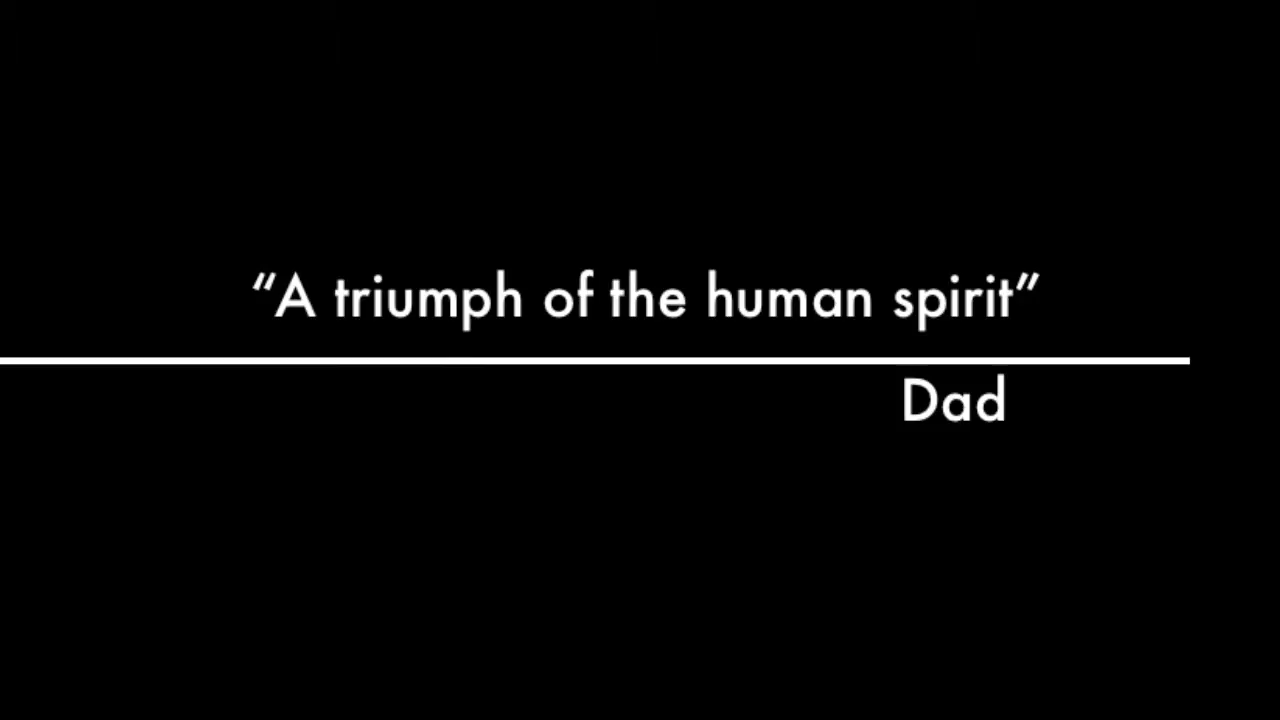 “A triumph of the human spirit”
Dad